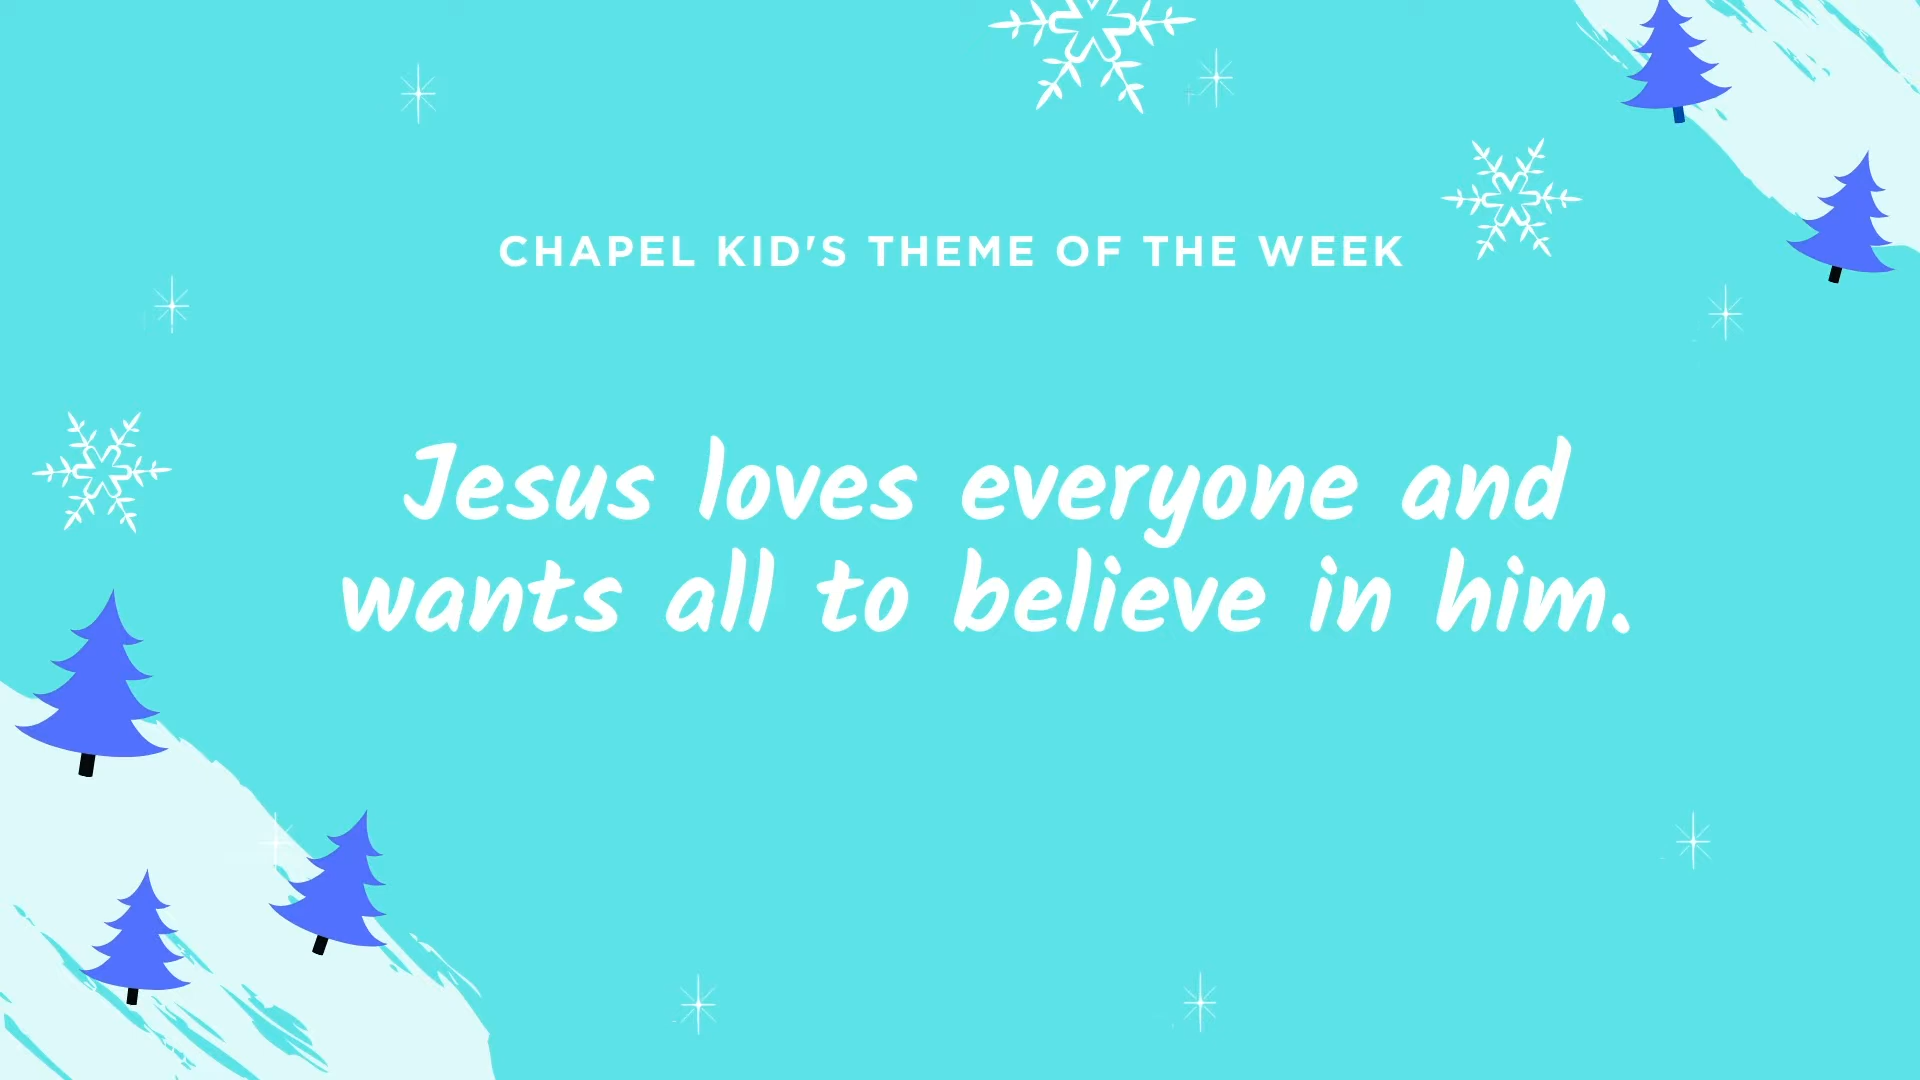 CHAPEL KID'S THEME OF THE WEEK
Jesus loves everyone and
wants all to believe in him.